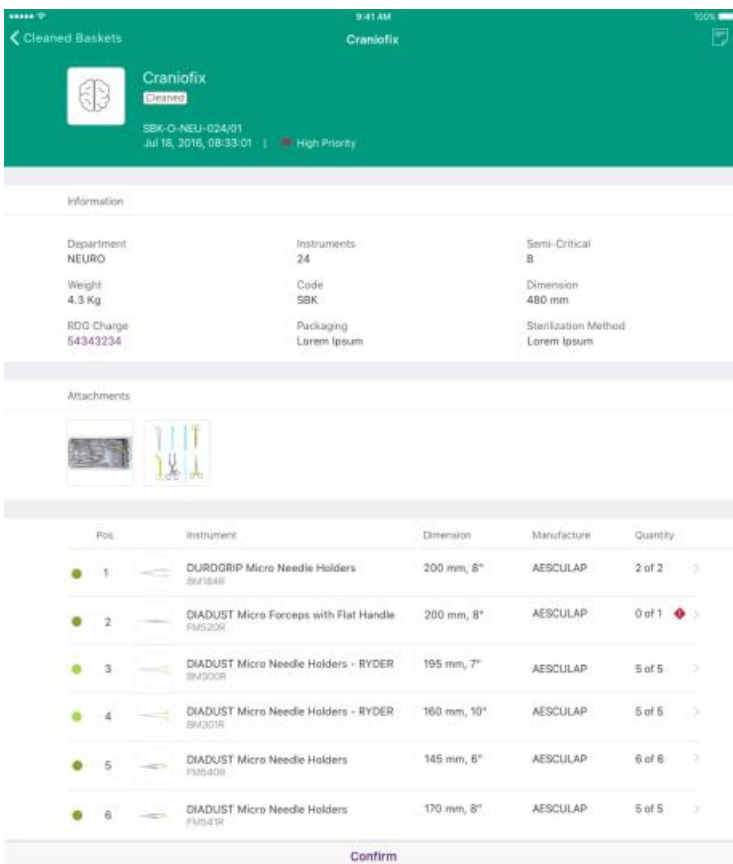 9:41 AM
100%
Cleaned Baskets
Craniofix
Craniofix
Cleaned
SBK-O-NEU-024/01
Jul 18, 2016, 08:33:01 | High Priority
Information
Department Instruments Semi-Critical
NEURO 24 B
Weight Code Dimension
4.3 Kg SBK 480 mm
RDG Charge Packaging Sterilization Method
54343234 Lorem Ipsum Lorem Ipsum
Attachments
Pos. Instrument Dimension Manufacture Quantity
1 DUROGRIP Micro Needle Holders 200 mm, 8" AESCULAP 2 of 2
BM184R
2 DIADUST Micro Forceps with Flat Handle 200 mm, 8" AESCULAP 0 of 1
FM520R
3 DIADUST Micro Needle Holders - RYDER 195 mm, 7" AESCULAP 5 of 5
BM300R
4 DIADUST Micro Needle Holders - RYDER 160 mm, 10" AESCULAP 5 of 5
BM301R
5 DIADUST Micro Needle Holders 145 mm, 6" AESCULAP 6 of 6
FM540R
6 DIADUST Micro Needle Holders 170 mm, 8" AESCULAP 5 of 5
FM541R
Confirm